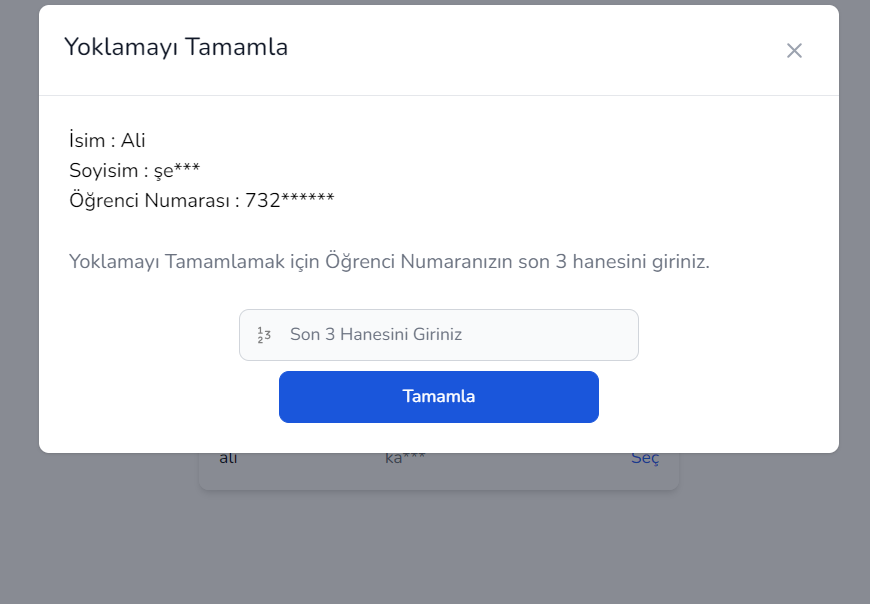 Yoklamayı Tamamla
İsim : Ali
Soyisim : şe***
Öğrenci Numarası : 732******
Yoklamayı Tamamlamak için Öğrenci Numaranızın son 3 hanesini giriniz.
Son 3 Hanesini Giriniz
Tamamla
ali ka*** Seç